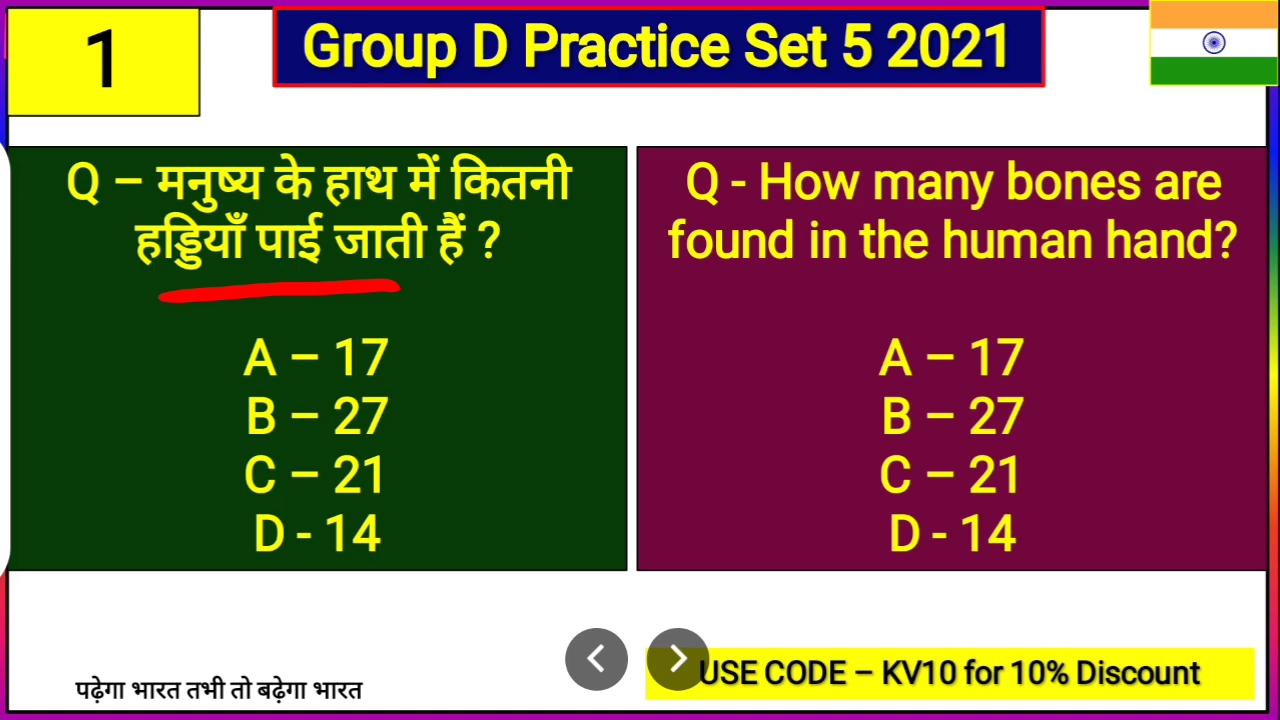 1
Group D Practice Set 5 2021
Q – मनुष्य के हाथ में कितनी
हड्डियाँ पाई जाती हैं ?
A – 17
B – 27
C – 21
D - 14
Q - How many bones are
found in the human hand?
A – 17
B – 27
C – 21
D - 14
पढ़ेगा भारत तभी तो बढ़ेगा भारत
USE CODE – KV10 for 10% Discount